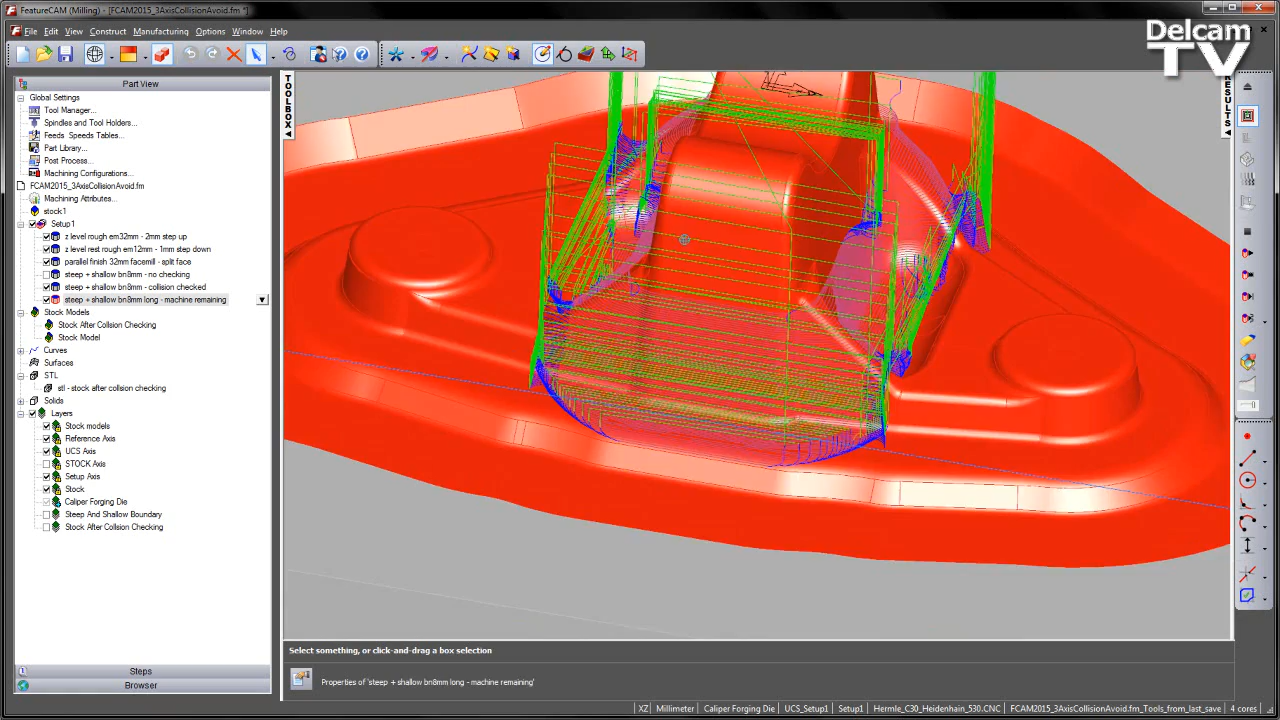 FeatureCAM (Milling) - [FCAM2015_3AxisCollisionAvoid.fm *]
File Edit View Construct Manufacturing Options Window Help
Delcam
TV
Part View
Global Settings
Tool Manager...
Spindles and Tool Holders...
Feeds Speeds Tables...
Part Library...
Post Process...
Machining Configurations...
FCAM2015_3AxisCollisionAvoid.fm
Machining Attributes...
stock1
Setup1
z level rough em32mm - 2mm step up
z level rest rough em12mm - 1mm step down
parallel finish 32mm facemill - split face
steep + shallow bn8mm - no checking
steep + shallow bn8mm - collision checked
steep + shallow bn8mm long - machine remaining
Stock Models
Stock After Collsion Checking
Stock Model
Curves
Surfaces
STL
stl - stock after collision checking
Solids
Layers
Stock models
Reference Axis
UCS Axis
STOCK Axis
Setup Axis
Stock
Caliper Forging Die
Steep And Shallow Boundary
Stock After Collsion Checking
Steps
Browser
TOOLBOX
RESULTS
Select something, or click-and-drag a box selection
Properties of 'steep + shallow bn8mm long - machine remaining'
XZ Millimeter Caliper Forging Die UCS_Setup1 Setup1 Hermle_C30_Heidenhain_530.CNC FCAM2015_3AxisCollisionAvoid.fm_Tools_from_last_save 4 cores